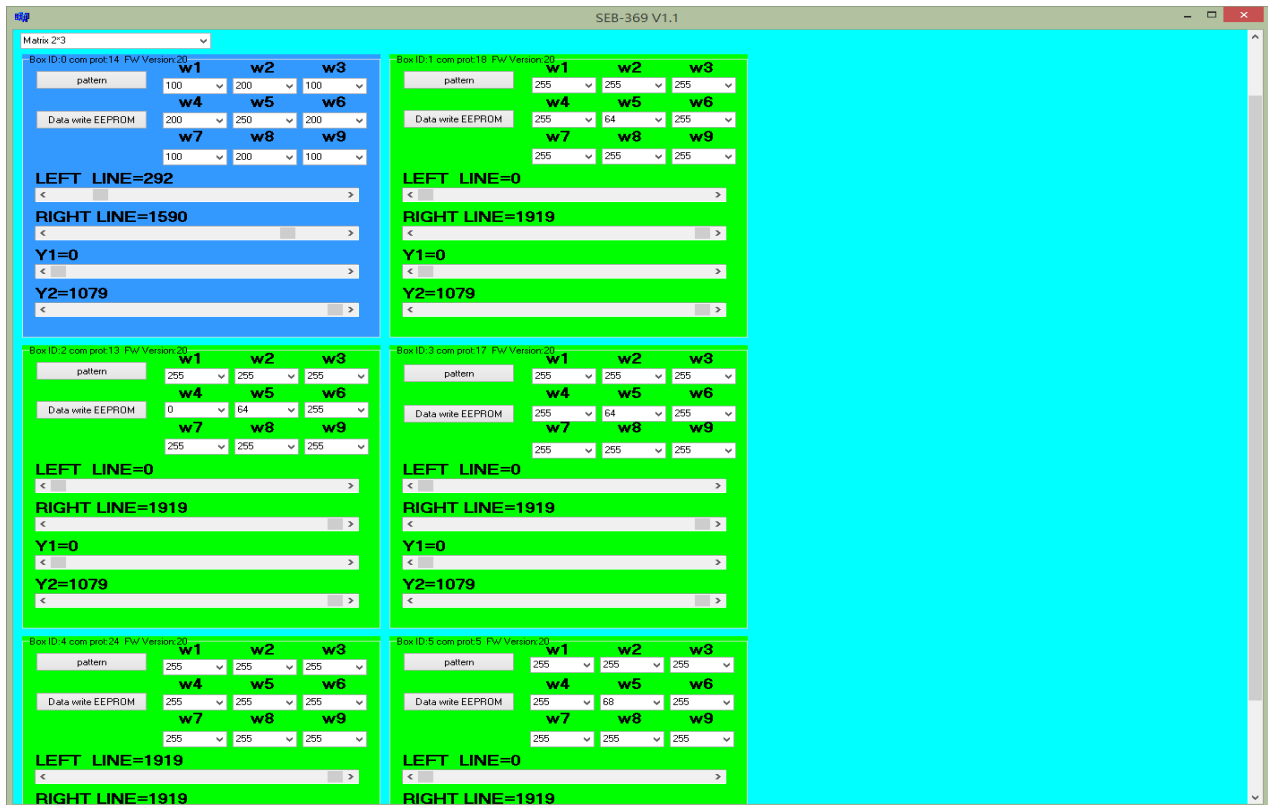 SEB-369 V1.1
Matrix 2*3
Box ID:0 com prot:14 FW Version:20
w1 w2 w3
pattern
100 200 100
w4 w5 w6
Data write EEPROM 200 250 200
w7 w8 w9
100 200 100
LEFT LINE=292
RIGHT LINE=1590
Y1=0
Y2=1079
Box ID:1 com prot:18 FW Version:20
w1 w2 w3
pattern
255 255 255
w4 w5 w6
Data write EEPROM 255 64 255
w7 w8 w9
255 255 255
LEFT LINE=0
RIGHT LINE=1919
Y1=0
Y2=1079
Box ID:2 com prot:13 FW Version:20
w1 w2 w3
pattern
255 255 255
w4 w5 w6
Data write EEPROM 0 64 255
w7 w8 w9
255 255 255
LEFT LINE=0
RIGHT LINE=1919
Y1=0
Y2=1079
Box ID:3 com prot:17 FW Version:20
w1 w2 w3
pattern
255 255 255
w4 w5 w6
Data write EEPROM 255 64 255
w7 w8 w9
255 255 255
LEFT LINE=0
RIGHT LINE=1919
Y1=0
Y2=1079
Box ID:4 com prot:24 FW Version:20
w1 w2 w3
pattern
255 255 255
w4 w5 w6
Data write EEPROM 255 255 255
w7 w8 w9
255 255 255
LEFT LINE=1919
RIGHT LINE=1919
Box ID:5 com prot:5 FW Version:20
w1 w2 w3
pattern
255 255 255
w4 w5 w6
Data write EEPROM 255 68 255
w7 w8 w9
255 255 255
LEFT LINE=0
RIGHT LINE=1919